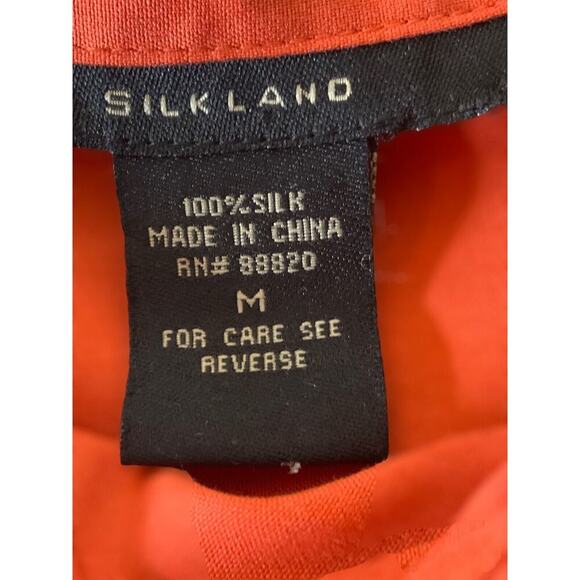 SILKLAND
100% SILK
MADE IN CHINA
RN# 88820
M
FOR CARE SEE
REVERSE